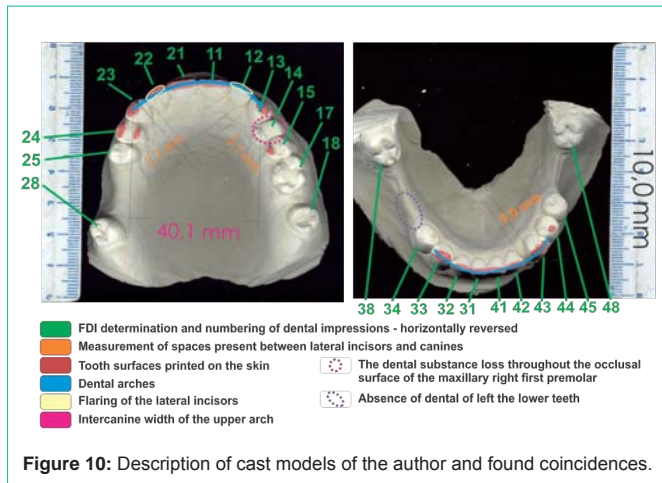 21 11
22 12
23 13
14
15
24 17
25 18
28
40,1 mm
10,0mm
38 34 33 32 31 41 42 43 44 45 48
FDI determination and numbering of dental impressions - horizontally reversed
Measurement of spaces present between lateral incisors and canines
Tooth surfaces printed on the skin
Dental arches
Flaring of the lateral incisors
Intercanine width of the upper arch
The dental substance loss throughout the occlusal
surface of the maxillary right first premolar
Absence of dental of left the lower teeth
Figure 10: Description of cast models of the author and found coincidences.